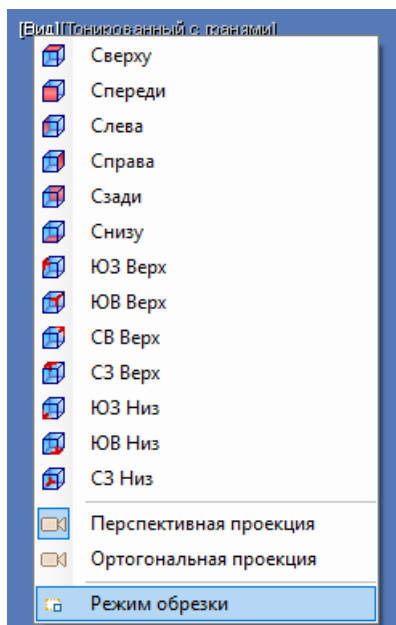 [Вид][Тонированный с гранями]
Сверху
Спереди
Слева
Справа
Сзади
Снизу
ЮЗ Верх
ЮВ Верх
СВ Верх
СЗ Верх
ЮЗ Низ
ЮВ Низ
СЗ Низ
Перспективная проекция
Ортогональная проекция
Режим обрезки